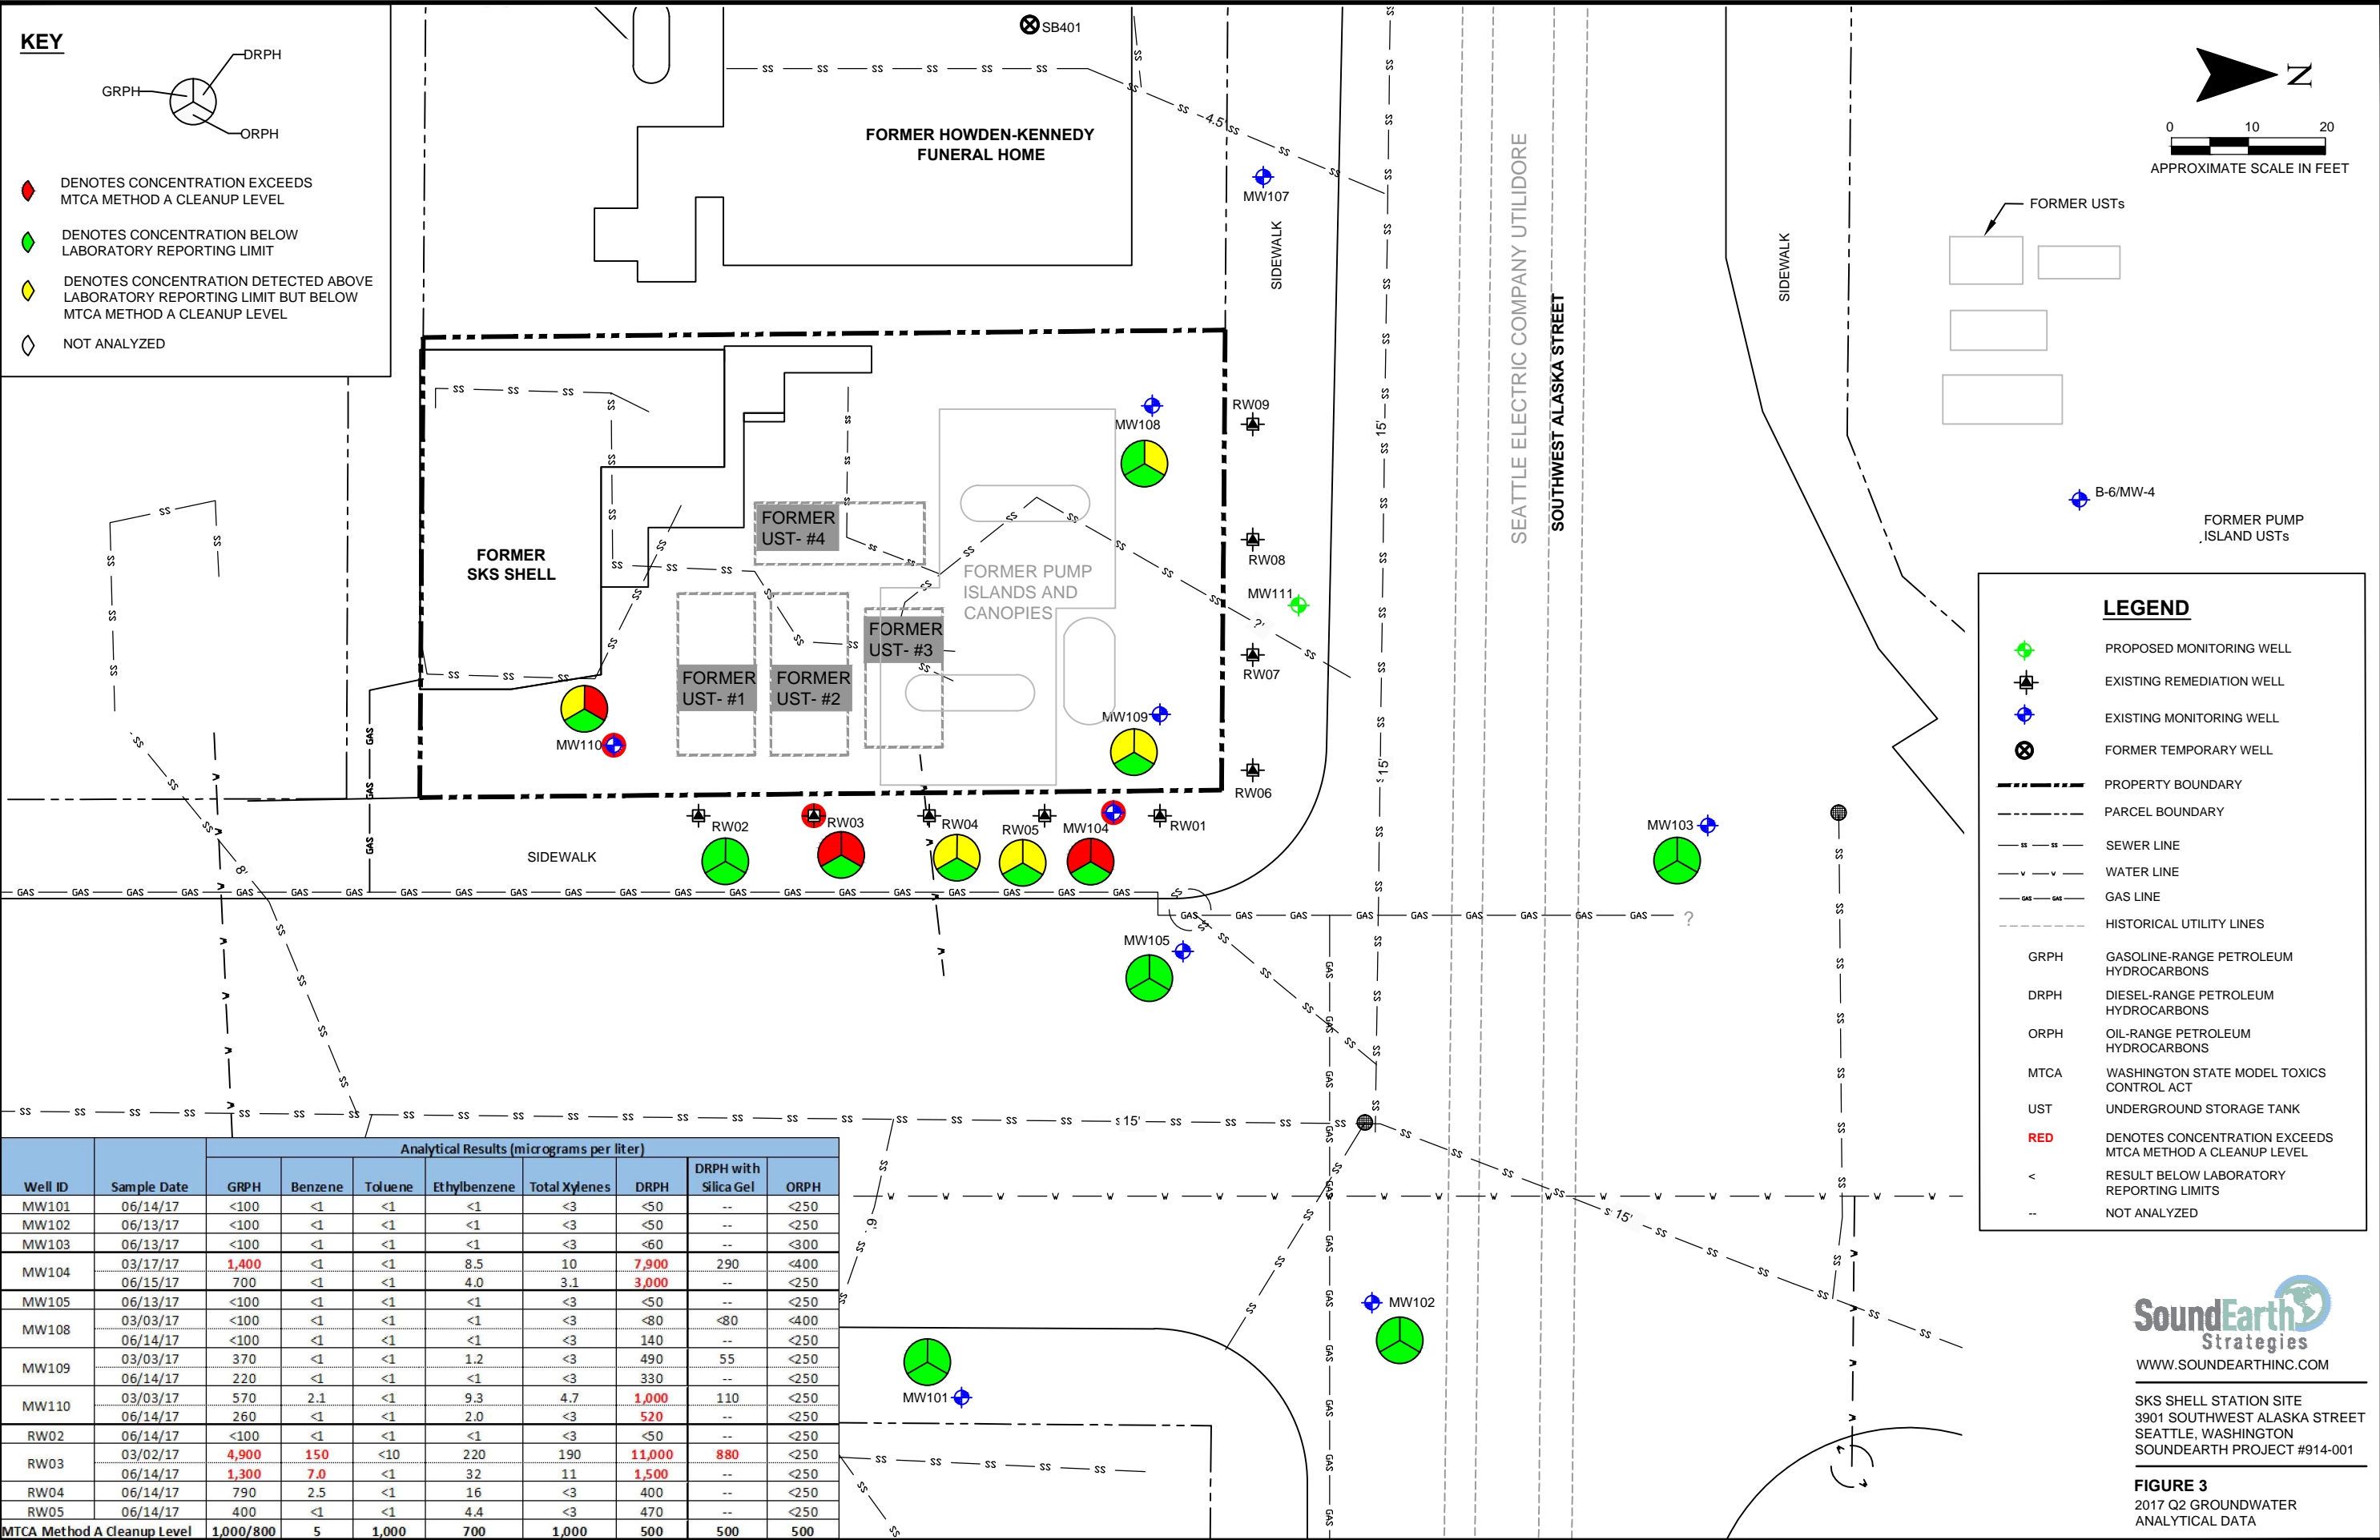 KEY
DRPH
GRPH
ORPH
DENOTES CONCENTRATION EXCEEDS
MTCA METHOD A CLEANUP LEVEL
DENOTES CONCENTRATION BELOW
LABORATORY REPORTING LIMIT
DENOTES CONCENTRATION DETECTED ABOVE
LABORATORY REPORTING LIMIT BUT BELOW
MTCA METHOD A CLEANUP LEVEL
NOT ANALYZED
SB401
FORMER HOWDEN-KENNEDY
FUNERAL HOME
4.5'
MW107
SIDEWALK
SEATTLE ELECTRIC COMPANY UTILIDORE
SOUTHWEST ALASKA STREET
SIDEWALK
N
0 10 20
APPROXIMATE SCALE IN FEET
FORMER USTs
B-6/MW-4
FORMER PUMP
ISLAND USTs
FORMER
SKS SHELL
FORMER
UST- #4
FORMER
UST- #3
FORMER
UST- #1
FORMER
UST- #2
FORMER PUMP
ISLANDS AND
CANOPIES
MW108
RW09
RW08
MW111
?'
RW07
MW109
RW06
MW110
RW02
RW03
RW04
RW05
MW104
RW01
MW103
SIDEWALK
15'
15'
8'
GAS
SS
?
MW105
15'
15'
6'
MW102
MW101
LEGEND
PROPOSED MONITORING WELL
EXISTING REMEDIATION WELL
EXISTING MONITORING WELL
FORMER TEMPORARY WELL
PROPERTY BOUNDARY
PARCEL BOUNDARY
SS SS SEWER LINE
W W WATER LINE
GAS GAS GAS LINE
HISTORICAL UTILITY LINES
GRPH GASOLINE-RANGE PETROLEUM
HYDROCARBONS
DRPH DIESEL-RANGE PETROLEUM
HYDROCARBONS
ORPH OIL-RANGE PETROLEUM
HYDROCARBONS
MTCA WASHINGTON STATE MODEL TOXICS
CONTROL ACT
UST UNDERGROUND STORAGE TANK
RED DENOTES CONCENTRATION EXCEEDS
MTCA METHOD A CLEANUP LEVEL
< RESULT BELOW LABORATORY
REPORTING LIMITS
-- NOT ANALYZED
Analytical Results (micrograms per liter)
Well ID Sample Date GRPH Benzene Toluene Ethylbenzene Total Xylenes DRPH DRPH with Silica Gel ORPH
MW101 06/14/17 <100 <1 <1 <1 <3 <50 -- <250
MW102 06/13/17 <100 <1 <1 <1 <3 <50 -- <250
MW103 06/13/17 <100 <1 <1 <1 <3 <60 -- <300
MW104 03/17/17 1,400 <1 <1 8.5 10 7,900 290 <400
06/15/17 700 <1 <1 4.0 3.1 3,000 -- <250
MW105 06/13/17 <100 <1 <1 <1 <3 <50 -- <250
MW108 03/03/17 <100 <1 <1 <1 <3 <80 <80 <400
06/14/17 <100 <1 <1 <1 <3 140 -- <250
MW109 03/03/17 370 <1 <1 1.2 <3 490 55 <250
06/14/17 220 <1 <1 <1 <3 330 -- <250
MW110 03/03/17 570 2.1 <1 9.3 4.7 1,000 110 <250
06/14/17 260 <1 <1 2.0 <3 520 -- <250
RW02 06/14/17 <100 <1 <1 <1 <3 <50 -- <250
RW03 03/02/17 4,900 150 <10 220 190 11,000 880 <250
06/14/17 1,300 7.0 <1 32 11 1,500 -- <250
RW04 06/14/17 790 2.5 <1 16 <3 400 -- <250
RW05 06/14/17 400 <1 <1 4.4 <3 470 -- <250
MTCA Method A Cleanup Level 1,000/800 5 1,000 700 1,000 500 500 500
SoundEarth
Strategies
WWW.SOUNDEARTHINC.COM
SKS SHELL STATION SITE
3901 SOUTHWEST ALASKA STREET
SEATTLE, WASHINGTON
SOUNDEARTH PROJECT #914-001
FIGURE 3
2017 Q2 GROUNDWATER
ANALYTICAL DATA